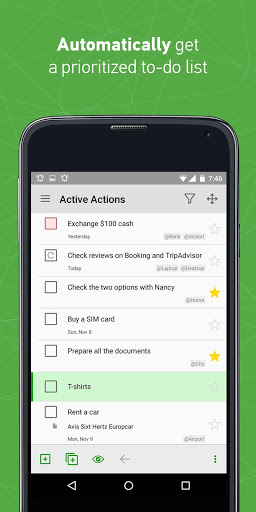 Automatically get
a prioritized to-do list
7:46
Active Actions
Exchange $100 cash
Yesterday @Bank @Airport
C Check reviews on Booking and TripAdvisor
Today @Laptop @Desktop
Check the two options with Nancy
@Home
Buy a SIM card
Sun, Nov 8
Prepare all the documents
@City
T-shirts
Rent a car
Avis Sixt Hertz Europcar
Mon, Nov 9 @Airport